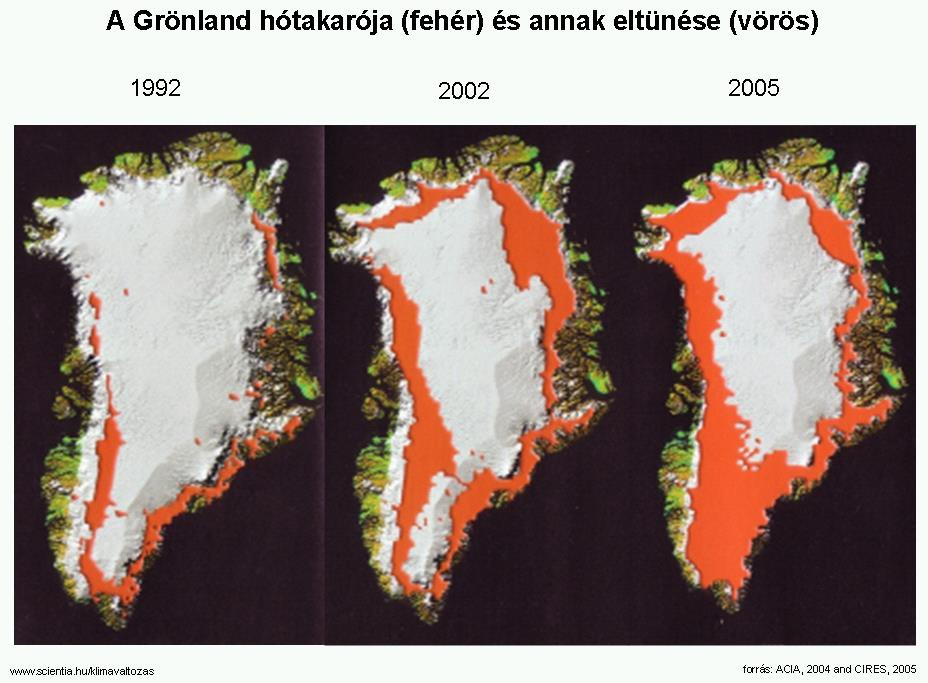 A Grönland hótakarója (fehér) és annak eltünése (vörös)
1992
2002
2005
www.scientia.hu/klimavaltozas
forrás: ACIA, 2004 and CIRES, 2005